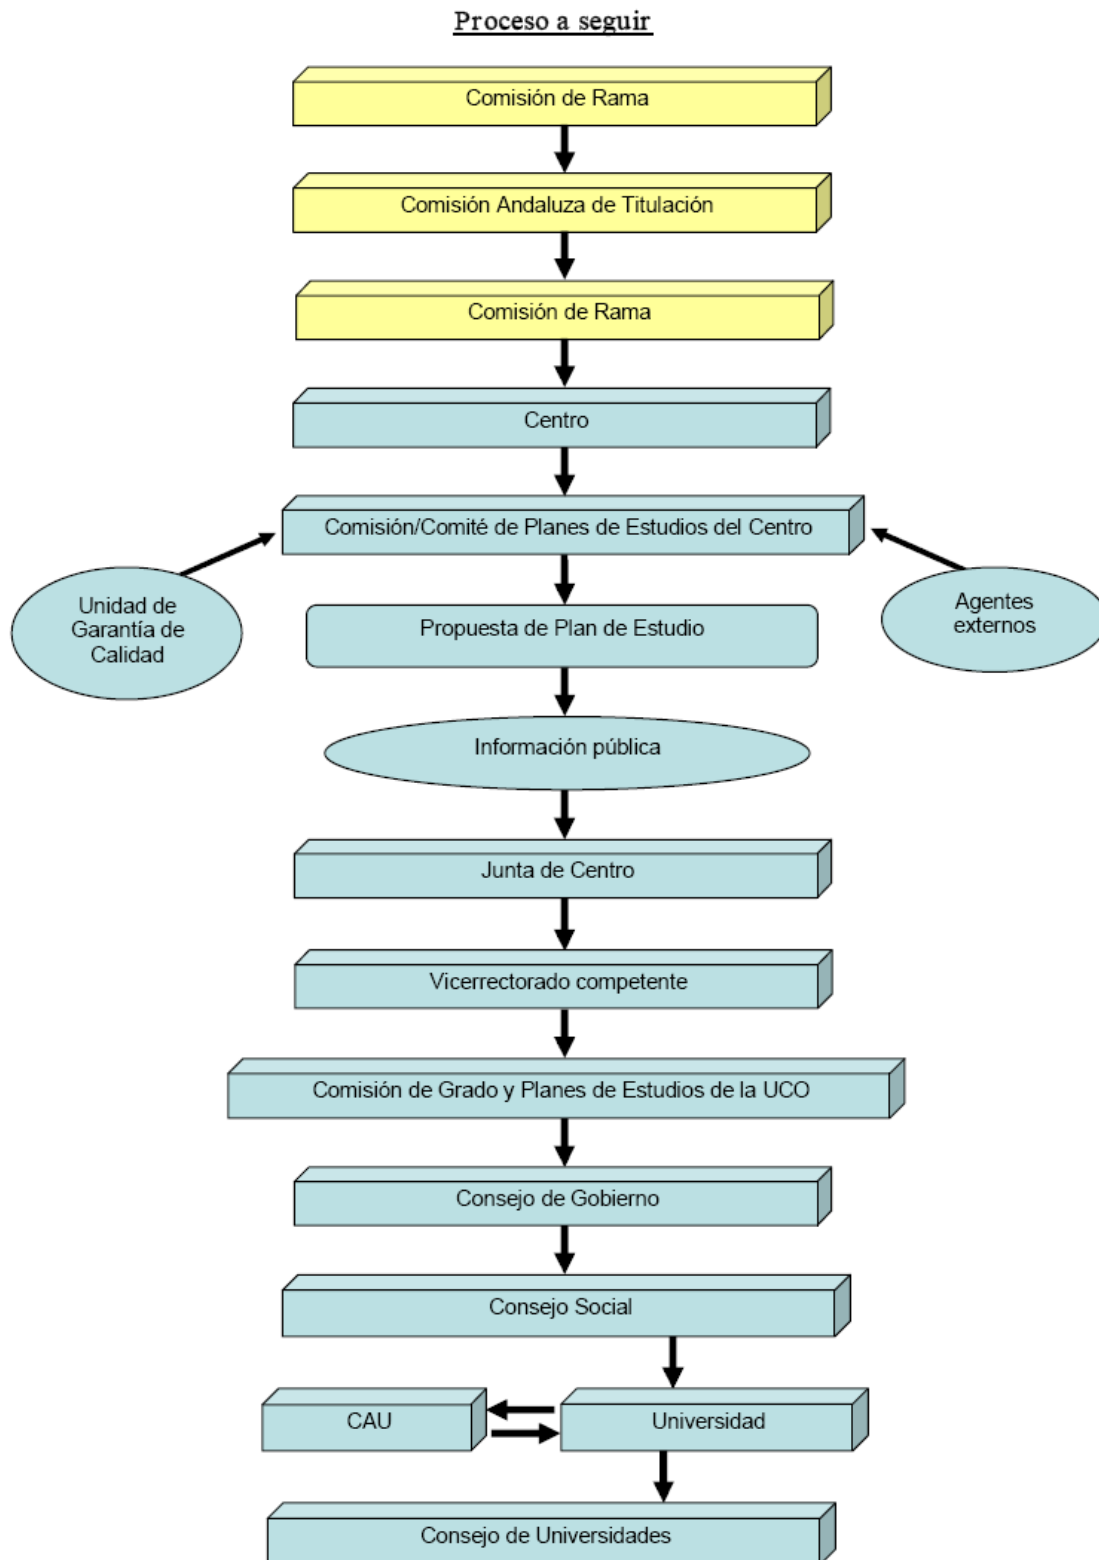 Proceso a seguir
Comisión de Rama
Comisión Andaluza de Titulación
Comisión de Rama
Centro
Comisión/Comité de Planes de Estudios del Centro
Unidad de
Garantía de
Calidad
Agentes
externos
Propuesta de Plan de Estudio
Información pública
Junta de Centro
Vicerrectorado competente
Comisión de Grado y Planes de Estudios de la UCO
Consejo de Gobierno
Consejo Social
CAU
Universidad
Consejo de Universidades